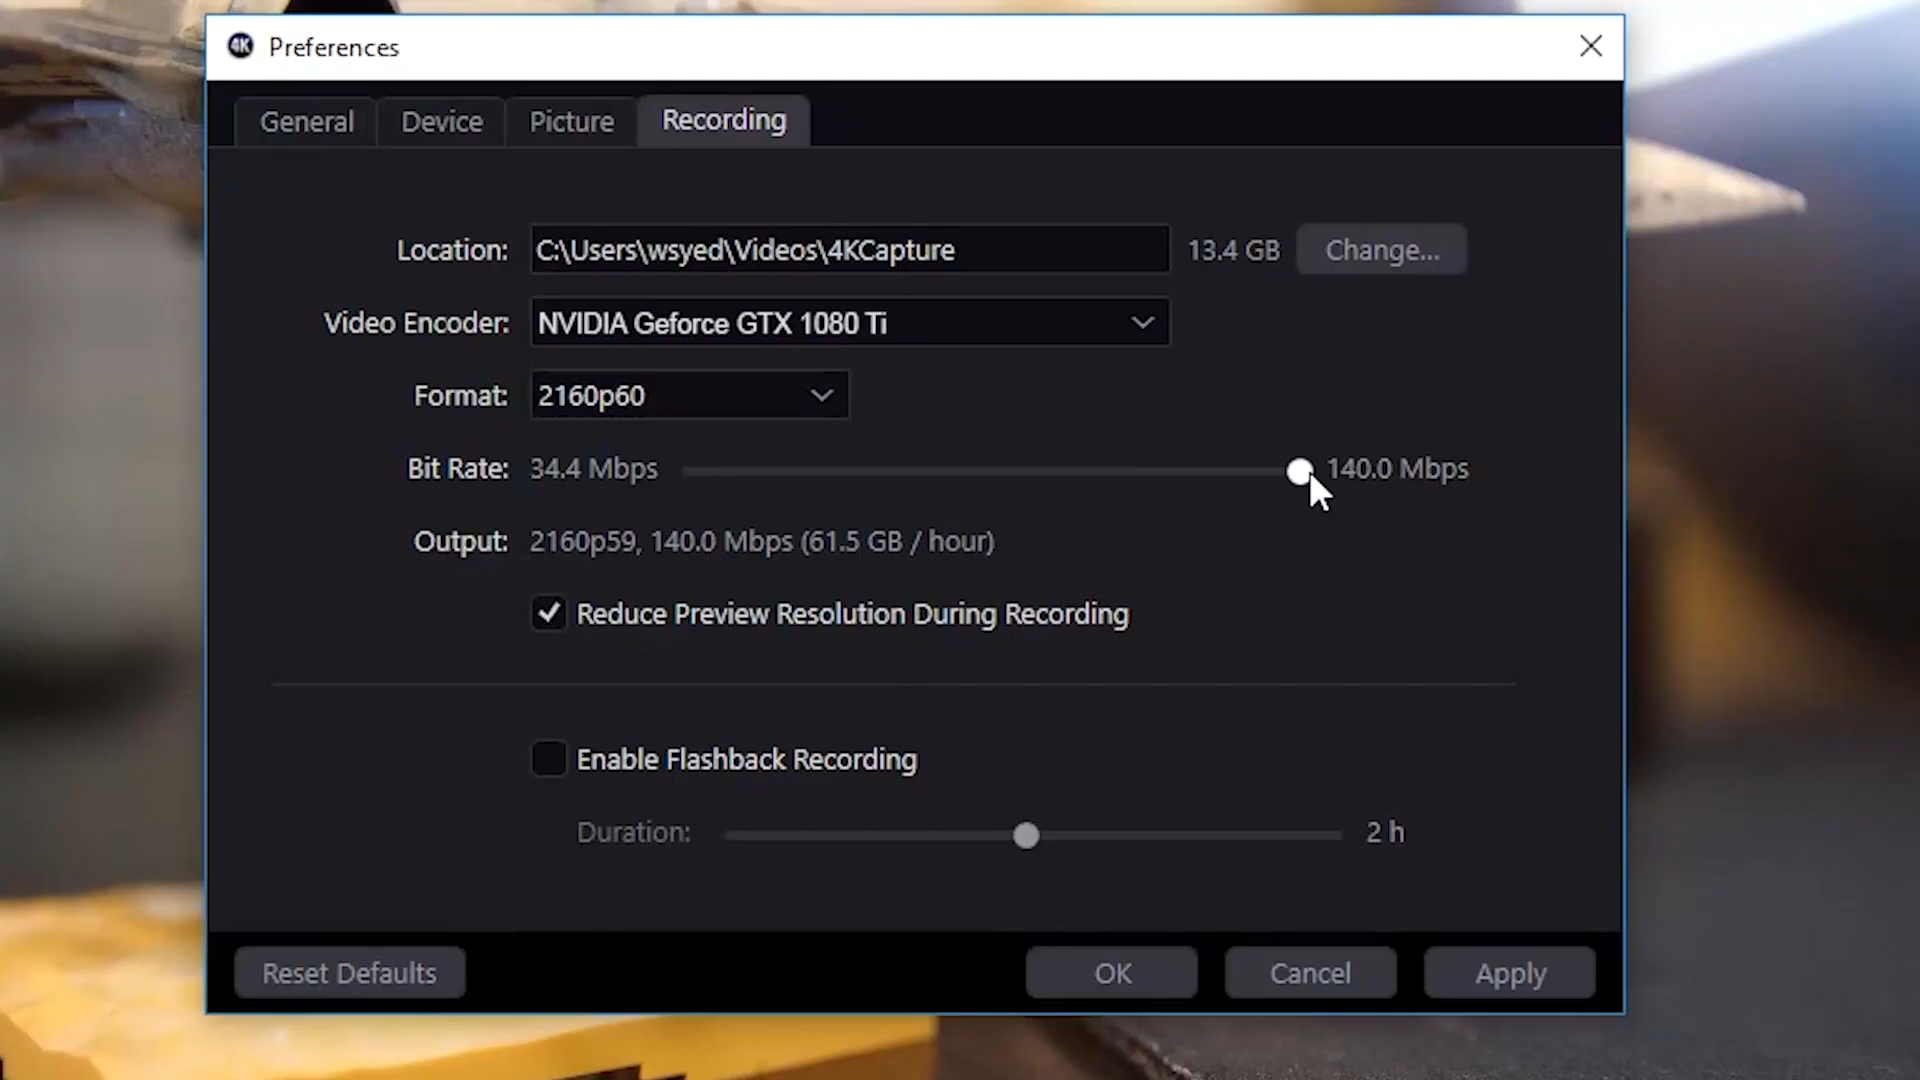 4K Preferences
General Device Picture Recording
Location: C:\Users\wsyed\Videos\4KCapture 13.4 GB Change...
Video Encoder: NVIDIA Geforce GTX 1080 Ti
Format: 2160p60
Bit Rate: 34.4 Mbps 140.0 Mbps
Output: 2160p59, 140.0 Mbps (61.5 GB / hour)
Reduce Preview Resolution During Recording
Enable Flashback Recording
Duration: 2 h
Reset Defaults OK Cancel Apply